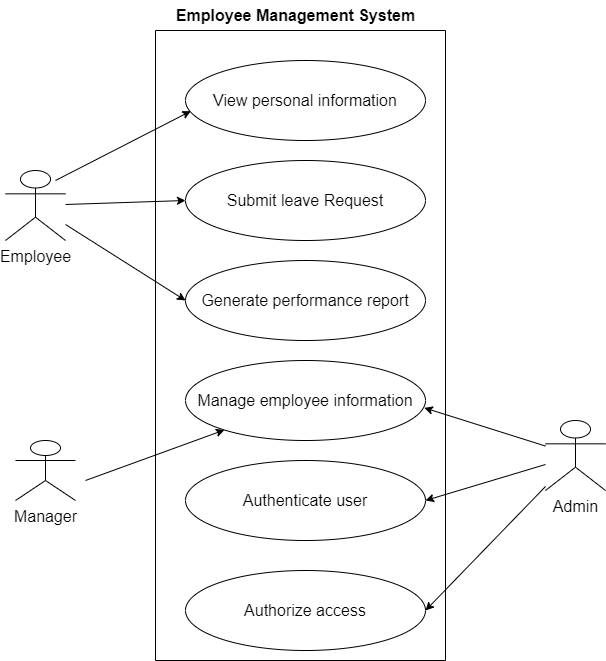 Employee Management System
View personal information
Submit leave Request
Employee
Generate performance report
Manage employee information
Authenticate user
Admin
Manager
Authorize access